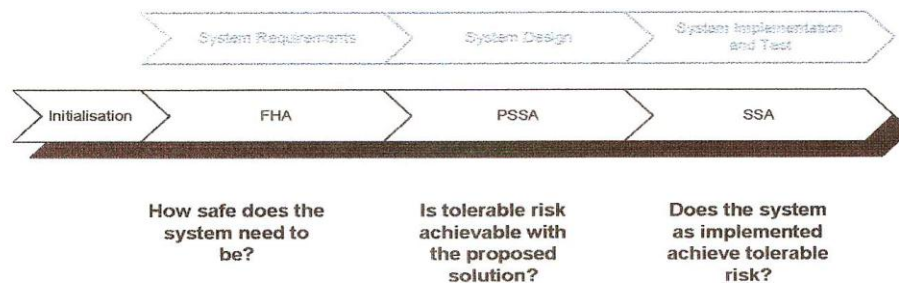 System Requirements
System Design
System Implementation
and Test
Initialisation
FHA
PSSA
SSA
How safe does the
system need to
be?
Is tolerable risk
achievable with
the proposed
solution?
Does the system
as implemented
achieve tolerable
risk?